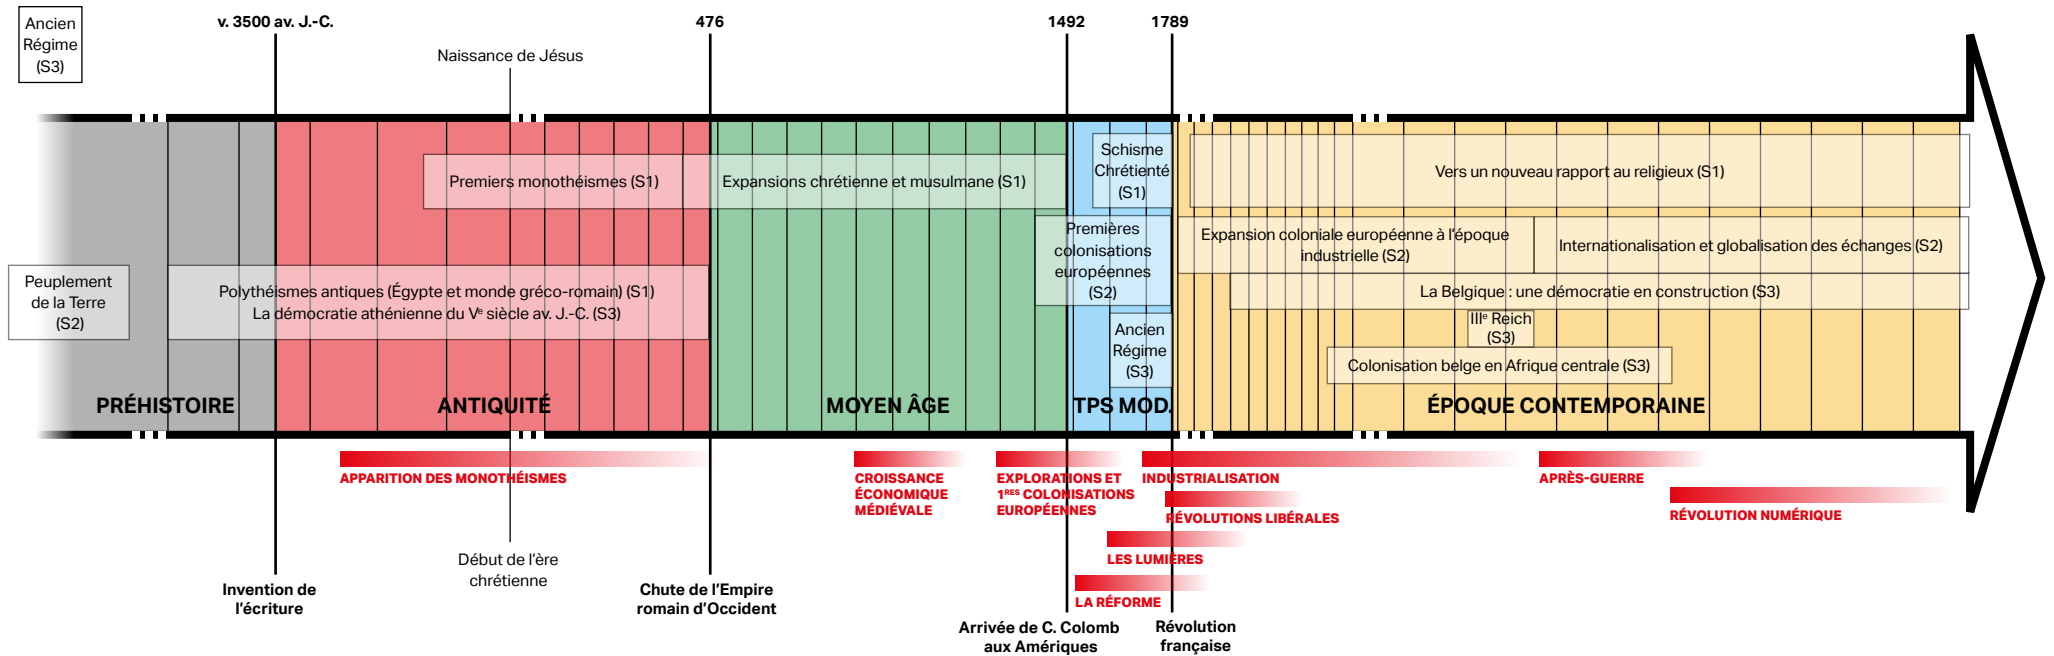 Ancien
Régime
(S3)
v. 3500 av. J.-C.
476
1492
1789
Naissance de Jésus
Schisme
Chrétienté
(S1)
Premiers monothéismes (S1)
Expansions chrétienne et musulmane (S1)
Vers un nouveau rapport au religieux (S1)
Premières
colonisations
européennes
(S2)
Expansion coloniale européenne à l'époque
industrielle (S2)
Internationalisation et globalisation des échanges (S2)
Peuplement
de la Terre
(S2)
Polythéismes antiques (Égypte et monde gréco-romain) (S1)
La démocratie athénienne du Ve siècle av. J.-C. (S3)
La Belgique : une démocratie en construction (S3)
Ancien
Régime
(S3)
IIIe Reich
(S3)
Colonisation belge en Afrique centrale (S3)
PRÉHISTOIRE
ANTIQUITÉ
MOYEN ÂGE
TPS MOD.
ÉPOQUE CONTEMPORAINE
APPARITION DES MONOTHÉISMES
CROISSANCE
ÉCONOMIQUE
MÉDIÉVALE
EXPLORATIONS ET
1RES COLONISATIONS
EUROPÉENNES
INDUSTRIALISATION
APRÈS-GUERRE
RÉVOLUTIONS LIBÉRALES
RÉVOLUTION NUMÉRIQUE
LES LUMIÈRES
LA RÉFORME
Début de l'ère
chrétienne
Invention de
l'écriture
Chute de l'Empire
romain d'Occident
Arrivée de C. Colomb
aux Amériques
Révolution
française